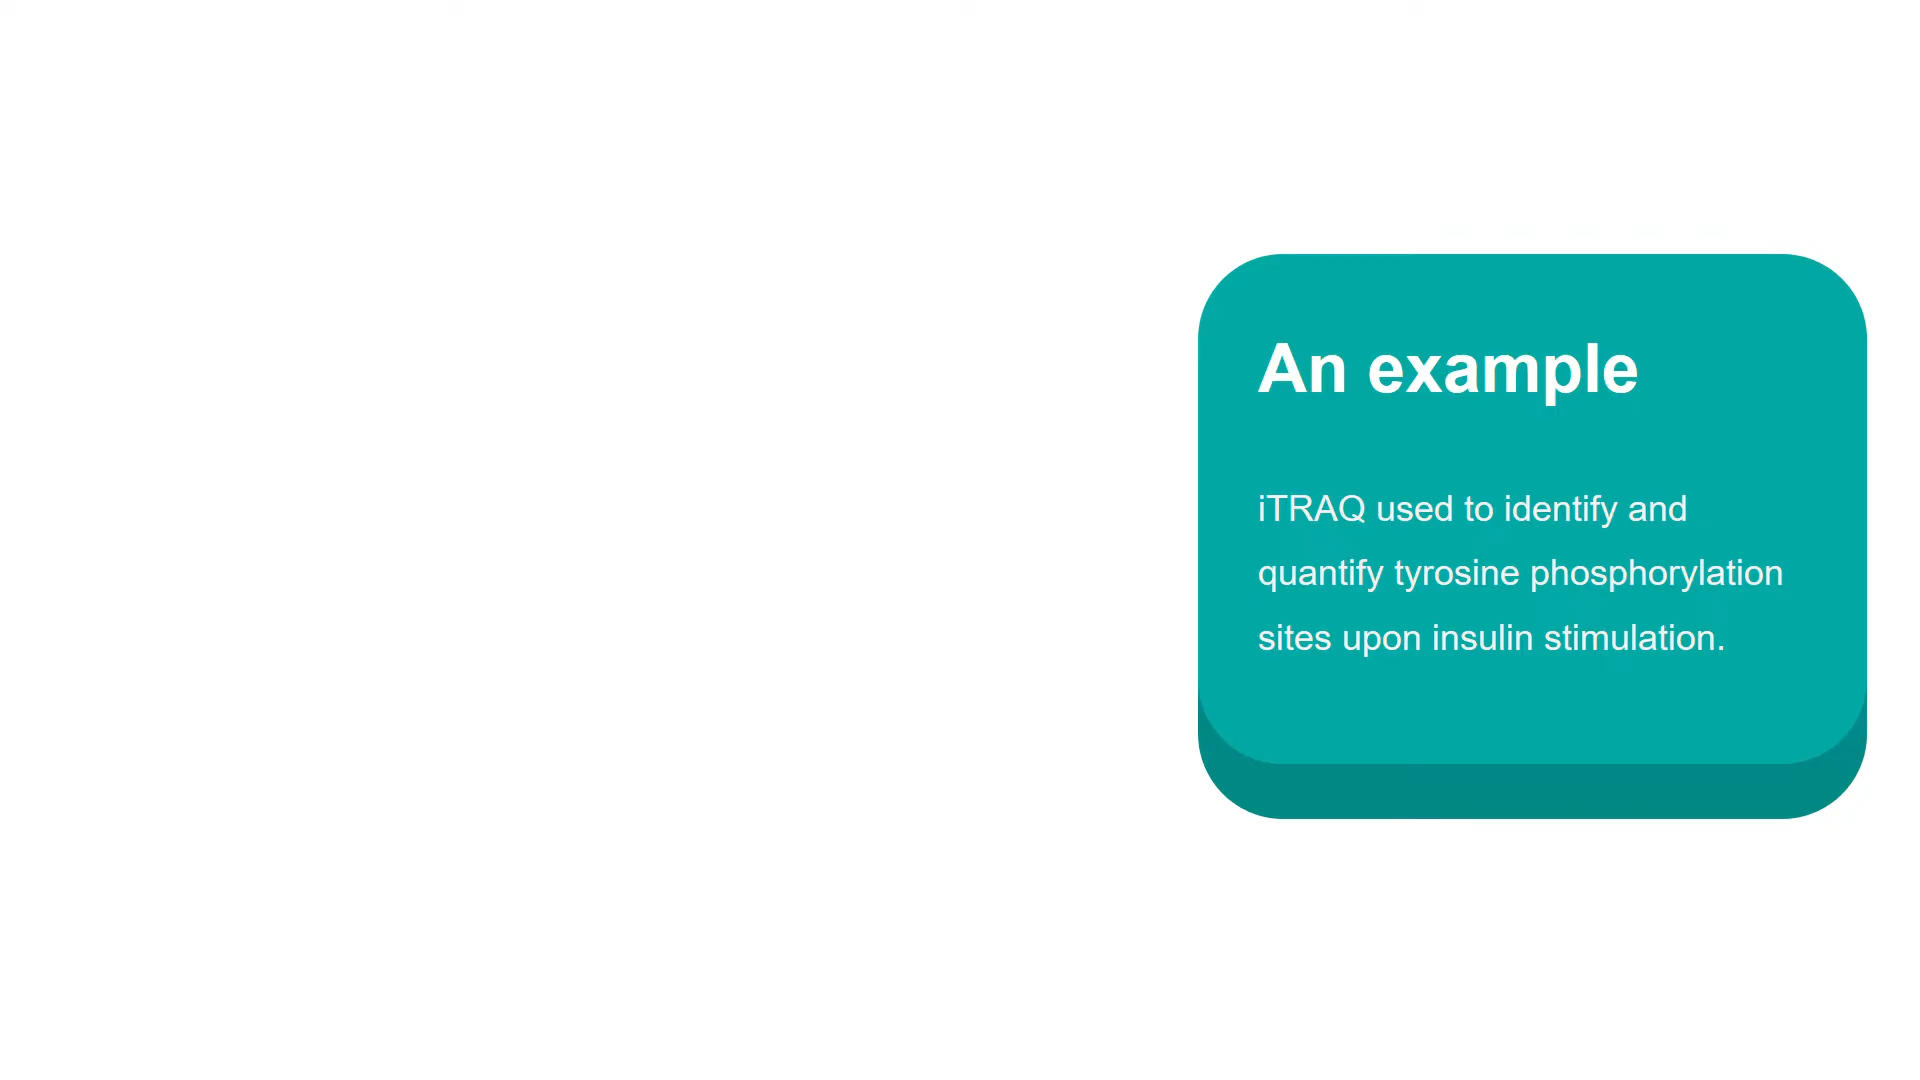 An example
iTRAQ used to identify and
quantify tyrosine phosphorylation
sites upon insulin stimulation.